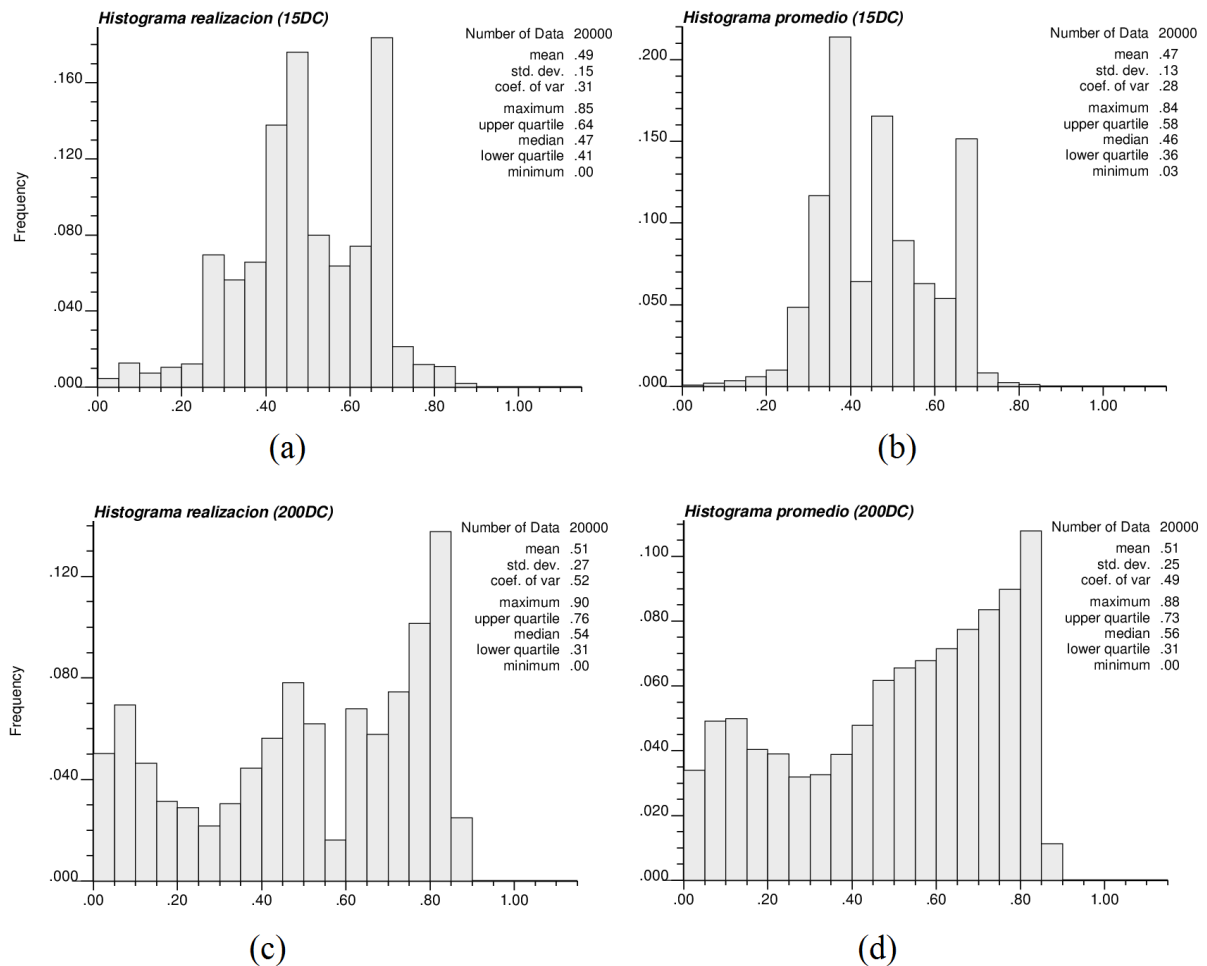 Histograma realizacion (15DC)
Number of Data 20000
mean .49
std. dev. .15
coef. of var .31
maximum .85
upper quartile .64
median .47
lower quartile .41
minimum .00
Frequency
.160
.120
.080
.040
.000
.00 .20 .40 .60 .80 1.00
(a)
Histograma promedio (15DC)
Number of Data 20000
mean .47
std. dev. .13
coef. of var .28
maximum .84
upper quartile .58
median .46
lower quartile .36
minimum .03
.200
.150
.100
.050
.000
.00 .20 .40 .60 .80 1.00
(b)
Histograma realizacion (200DC)
Number of Data 20000
mean .51
std. dev. .27
coef. of var .52
maximum .90
upper quartile .76
median .54
lower quartile .31
minimum .00
Frequency
.120
.080
.040
.000
.00 .20 .40 .60 .80 1.00
(c)
Histograma promedio (200DC)
Number of Data 20000
mean .51
std. dev. .25
coef. of var .49
maximum .88
upper quartile .73
median .56
lower quartile .31
minimum .00
.100
.080
.060
.040
.020
.000
.00 .20 .40 .60 .80 1.00
(d)